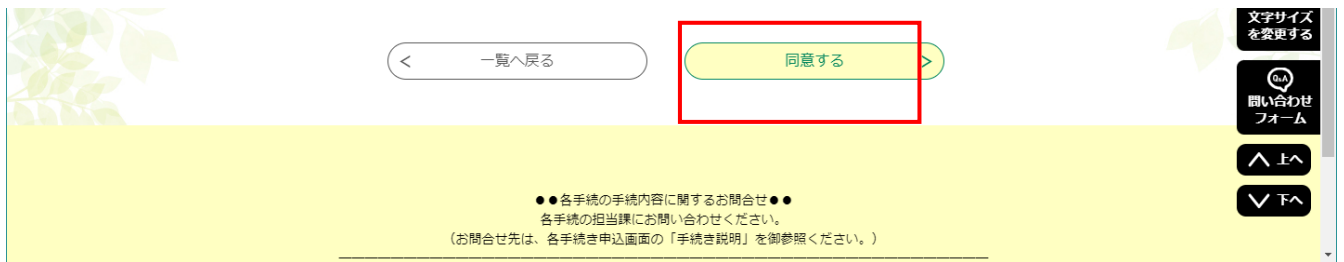 文字サイズ
を変更する
< 一覧へ戻る
同意する >
Q&A
問い合わせ
フォーム
上へ
下へ
●●各手続の手続内容に関するお問合せ●●
各手続の担当課にお問い合わせください。
(お問合せ先は、各手続き申込画面の「手続き説明」を御参照ください。)